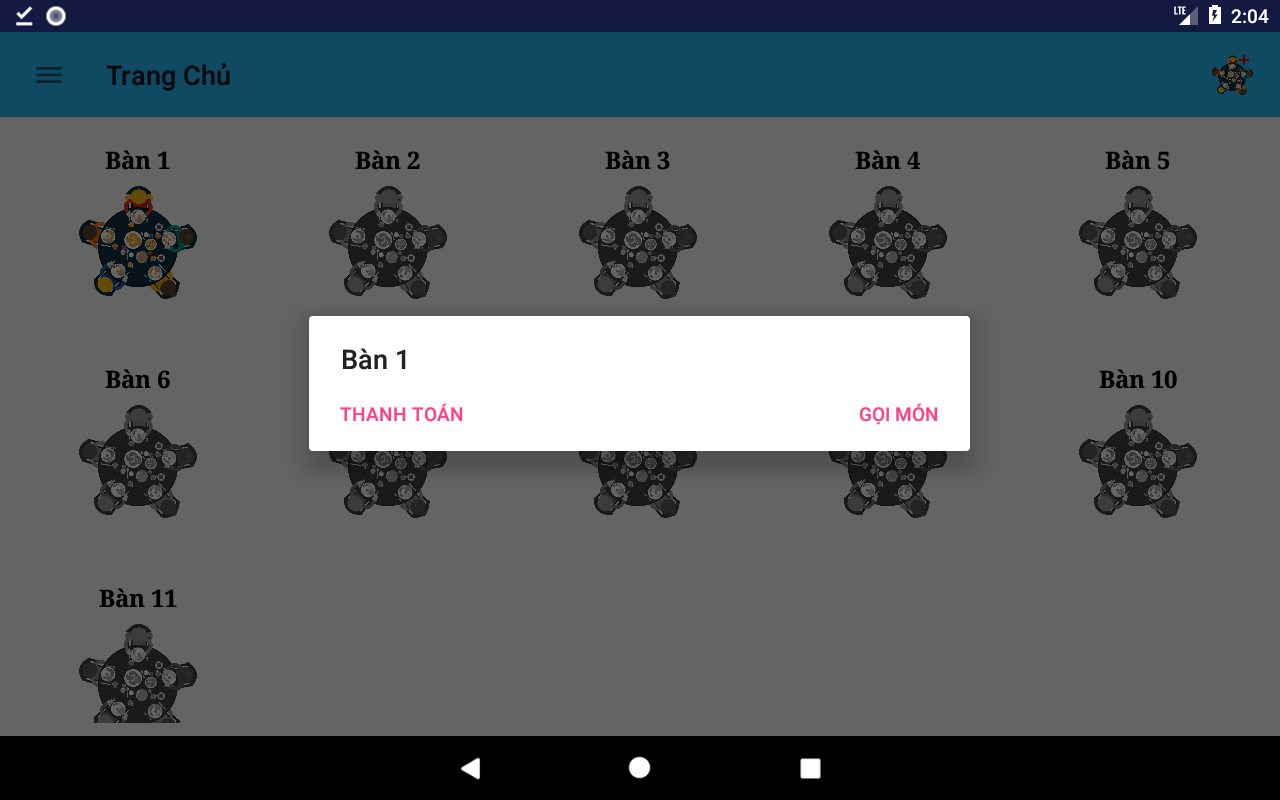 LTE 2:04
Trang Chủ
Bàn 1 Bàn 2 Bàn 3 Bàn 4 Bàn 5
Bàn 1
Bàn 6 Bàn 10
THANH TOÁN GỌI MÓN
Bàn 11